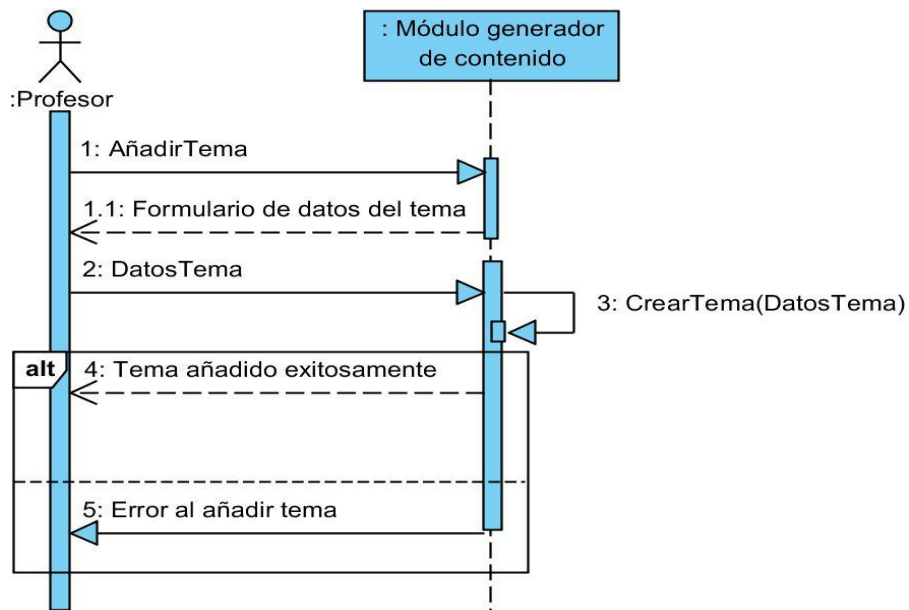 : Módulo generador
de contenido
:Profesor
1: AñadirTema
1.1: Formulario de datos del tema
2: DatosTema
3: CrearTema(DatosTema)
alt
4: Tema añadido exitosamente
5: Error al añadir tema